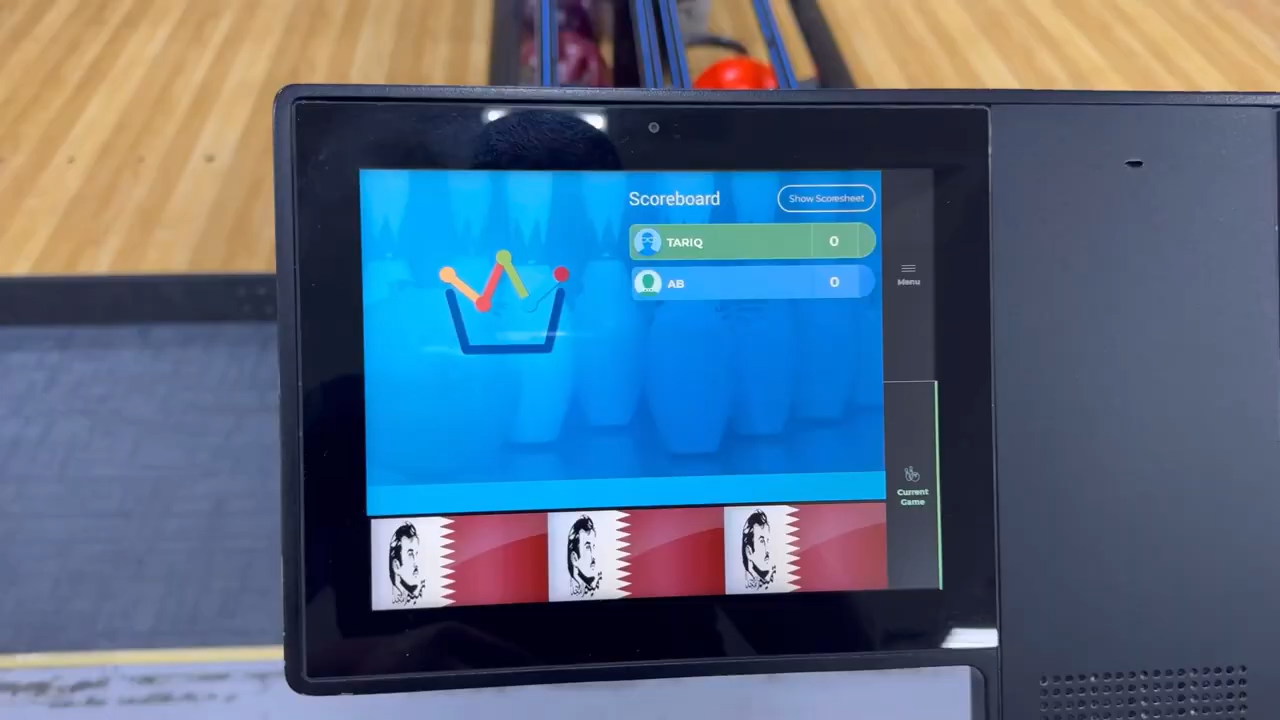 Scoreboard
Show Scoresheet
TARIQ 0
AB 0
Menu
Current
Game